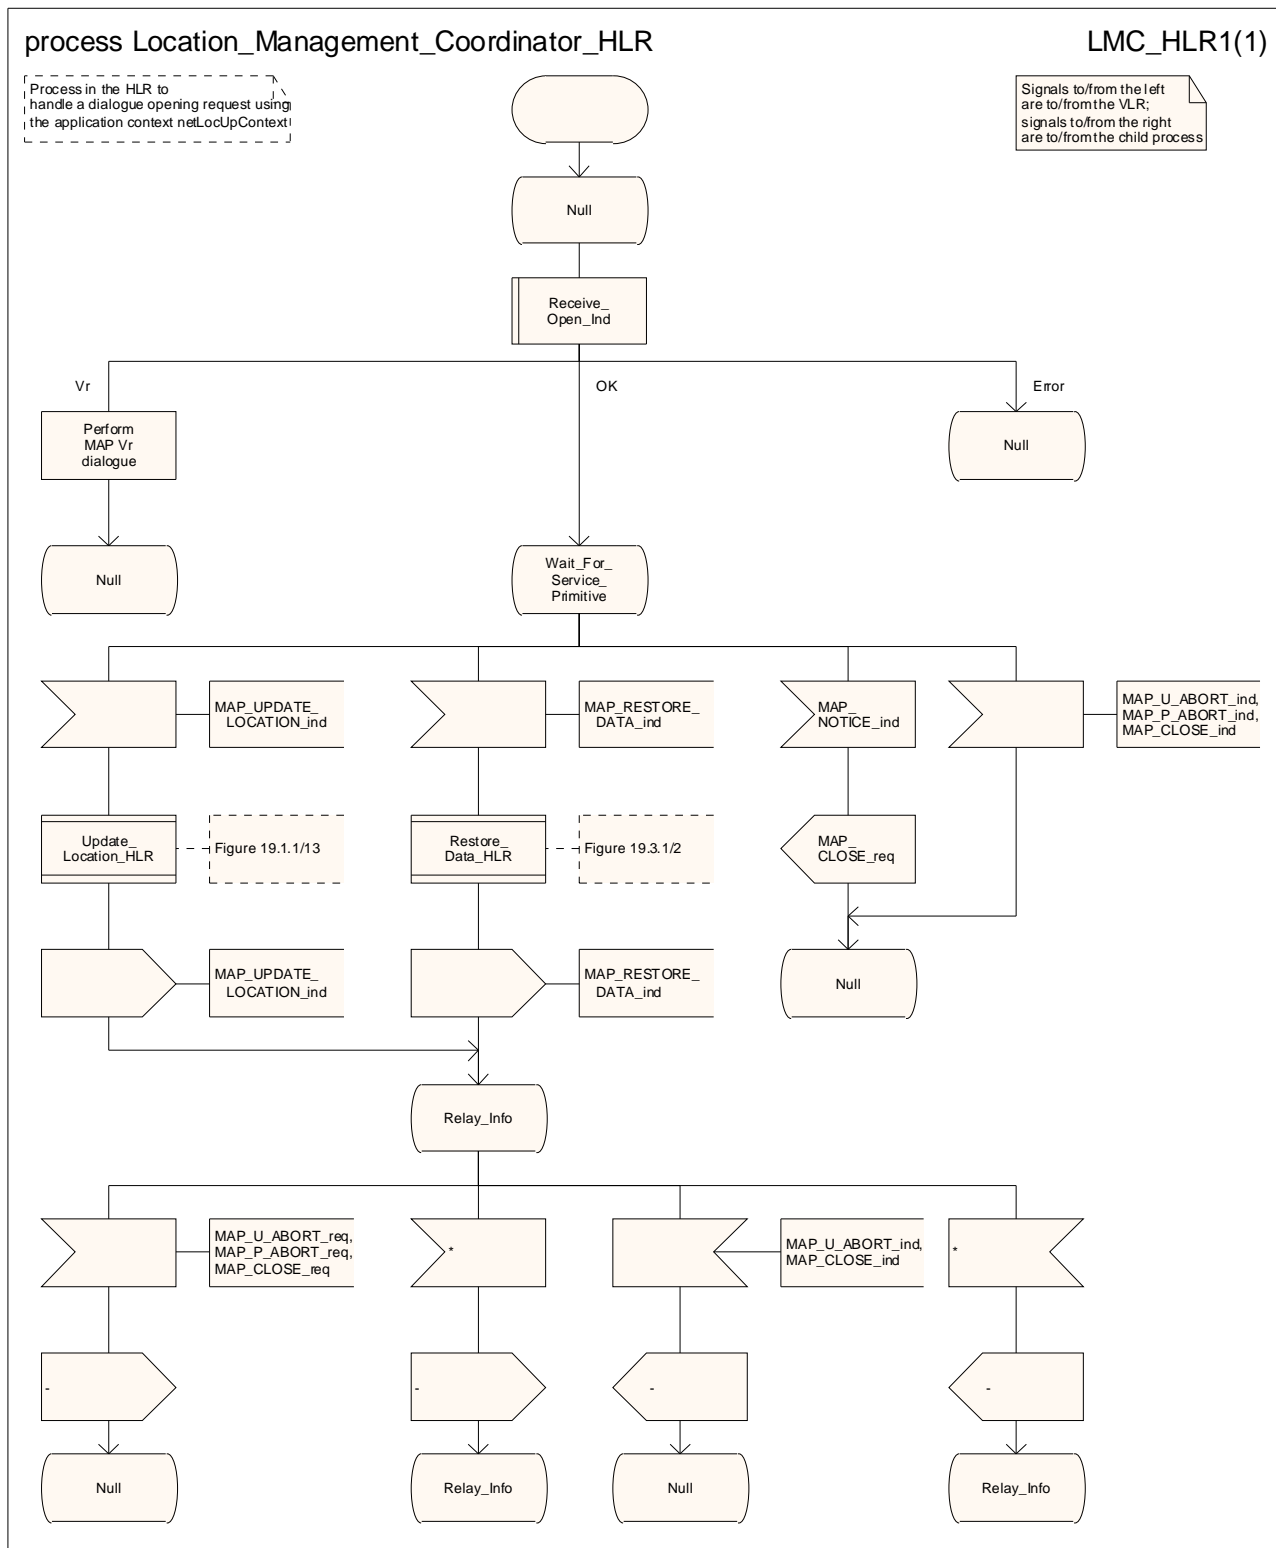 process Location_Management_Coordinator_HLR
LMC_HLR1(1)
Process in the HLR to
handle a dialogue opening request using
the application context netLocUpContext
Signals to/from the left
are to/from the VLR;
signals to/from the right
are to/from the child process
Null
Receive_
Open_Ind
Vr
OK
Error
Perform
MAP Vr
dialogue
Null
Null
Wait_For_
Service_
Primitive
Null
MAP_UPDATE_
LOCATION_ind
MAP_RESTORE_
DATA_ind
MAP_
NOTICE_ind
MAP_U_ABORT_ind,
MAP_P_ABORT_ind,
MAP_CLOSE_ind
Update_
Location_HLR
Figure 19.1.1/13
Restore_
Data_HLR
Figure 19.3.1/2
MAP_
CLOSE_req
MAP_UPDATE_
LOCATION_ind
MAP_RESTORE_
DATA_ind
Null
Relay_Info
MAP_U_ABORT_req,
MAP_P_ABORT_req,
MAP_CLOSE_req
*
MAP_U_ABORT_ind,
MAP_CLOSE_ind
*
-
-
-
-
Null
Relay_Info
Null
Relay_Info